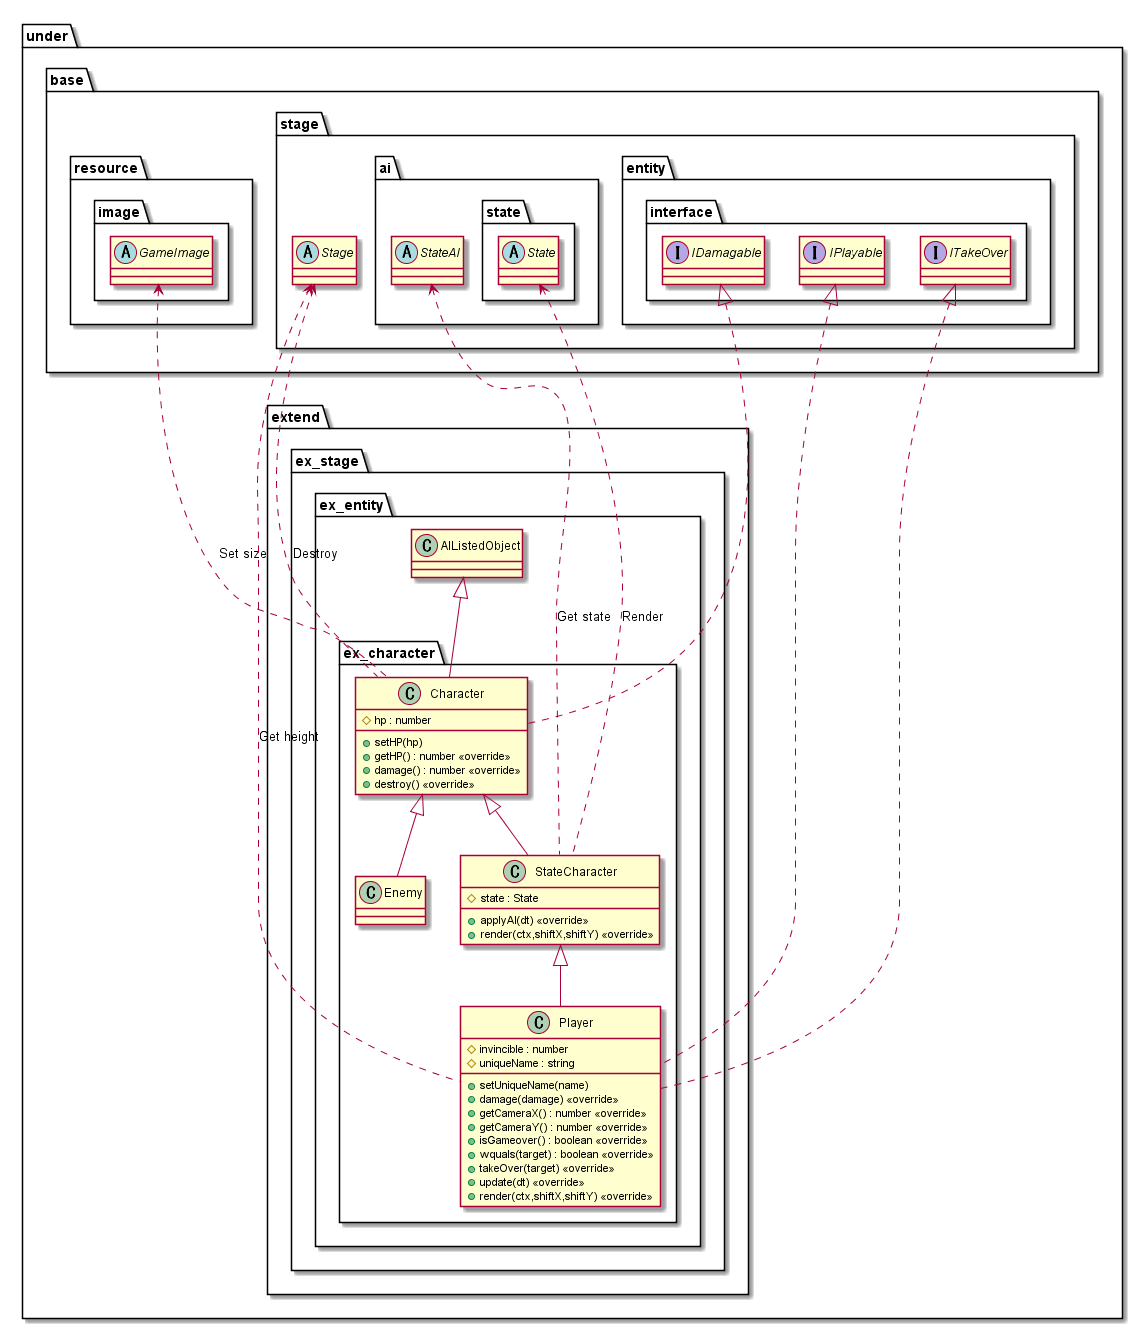 under
base
stage
resource
ai
entity
image
state
interface
A GameImage
A Stage
A StateAI
A State
I IDamagable
I IPlayable
I ITakeOver
extend
ex_stage
ex_entity
C AIListedObject
Set size
Destroy
Get state
Render
ex_character
C Character
hp : number
setHP(hp)
getHP() : number «override»
damage() : number «override»
destroy() «override»
Get height
C Enemy
C StateCharacter
state : State
applyAI(dt) «override»
render(ctx,shiftX,shiftY) «override»
C Player
invincible : number
uniqueName : string
setUniqueName(name)
damage(damage) «override»
getCameraX() : number «override»
getCameraY() : number «override»
isGameover() : boolean «override»
wquals(target) : boolean «override»
takeOver(target) «override»
update(dt) «override»
render(ctx,shiftX,shiftY) «override»